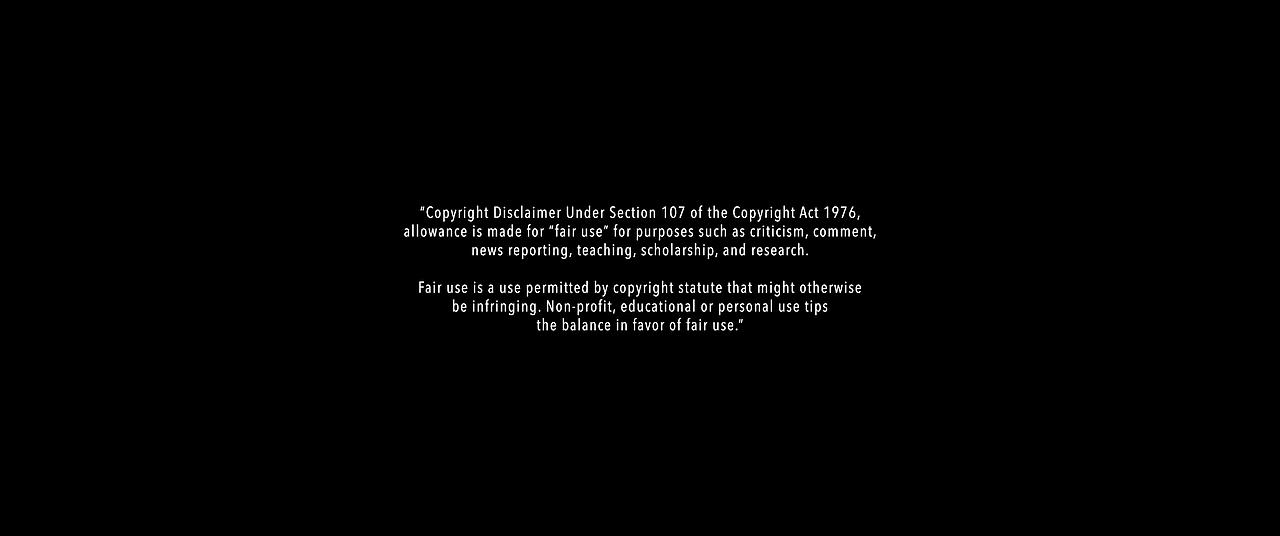 “Copyright Disclaimer Under Section 107 of the Copyright Act 1976,
allowance is made for “fair use” for purposes such as criticism, comment,
news reporting, teaching, scholarship, and research.
Fair use is a use permitted by copyright statute that might otherwise
be infringing. Non-profit, educational or personal use tips
the balance in favor of fair use.”